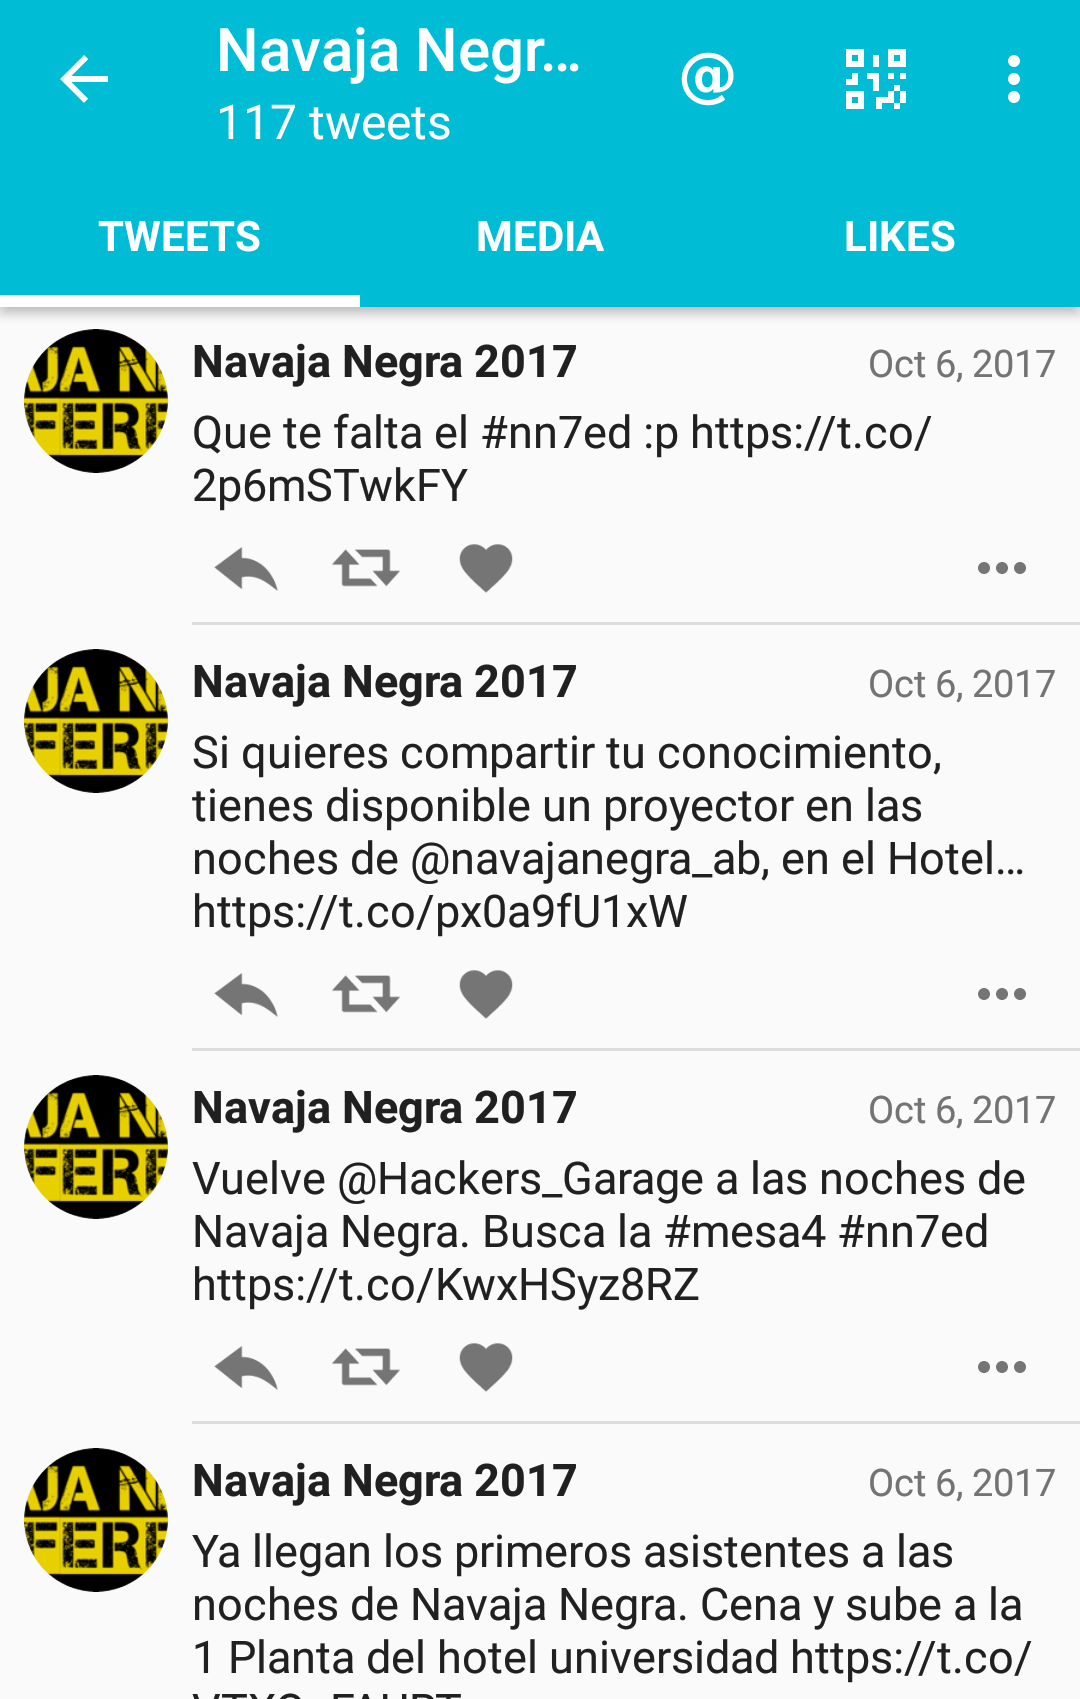 Navaja Negr...
117 tweets
TWEETS
MEDIA
LIKES
JA N
FERE
Navaja Negra 2017
Oct 6, 2017
Que te falta el #nn7ed :p https://t.co/
2p6mSTwkFY
JA N
FERE
Navaja Negra 2017
Oct 6, 2017
Si quieres compartir tu conocimiento,
tienes disponible un proyector en las
noches de @navajanegra_ab, en el Hotel…
https://t.co/px0a9fU1xW
JA N
FERE
Navaja Negra 2017
Oct 6, 2017
Vuelve @Hackers_Garage a las noches de
Navaja Negra. Busca la #mesa4 #nn7ed
https://t.co/KwxHSyz8RZ
JA N
FERE
Navaja Negra 2017
Oct 6, 2017
Ya llegan los primeros asistentes a las
noches de Navaja Negra. Cena y sube a la
1 Planta del hotel universidad https://t.co/